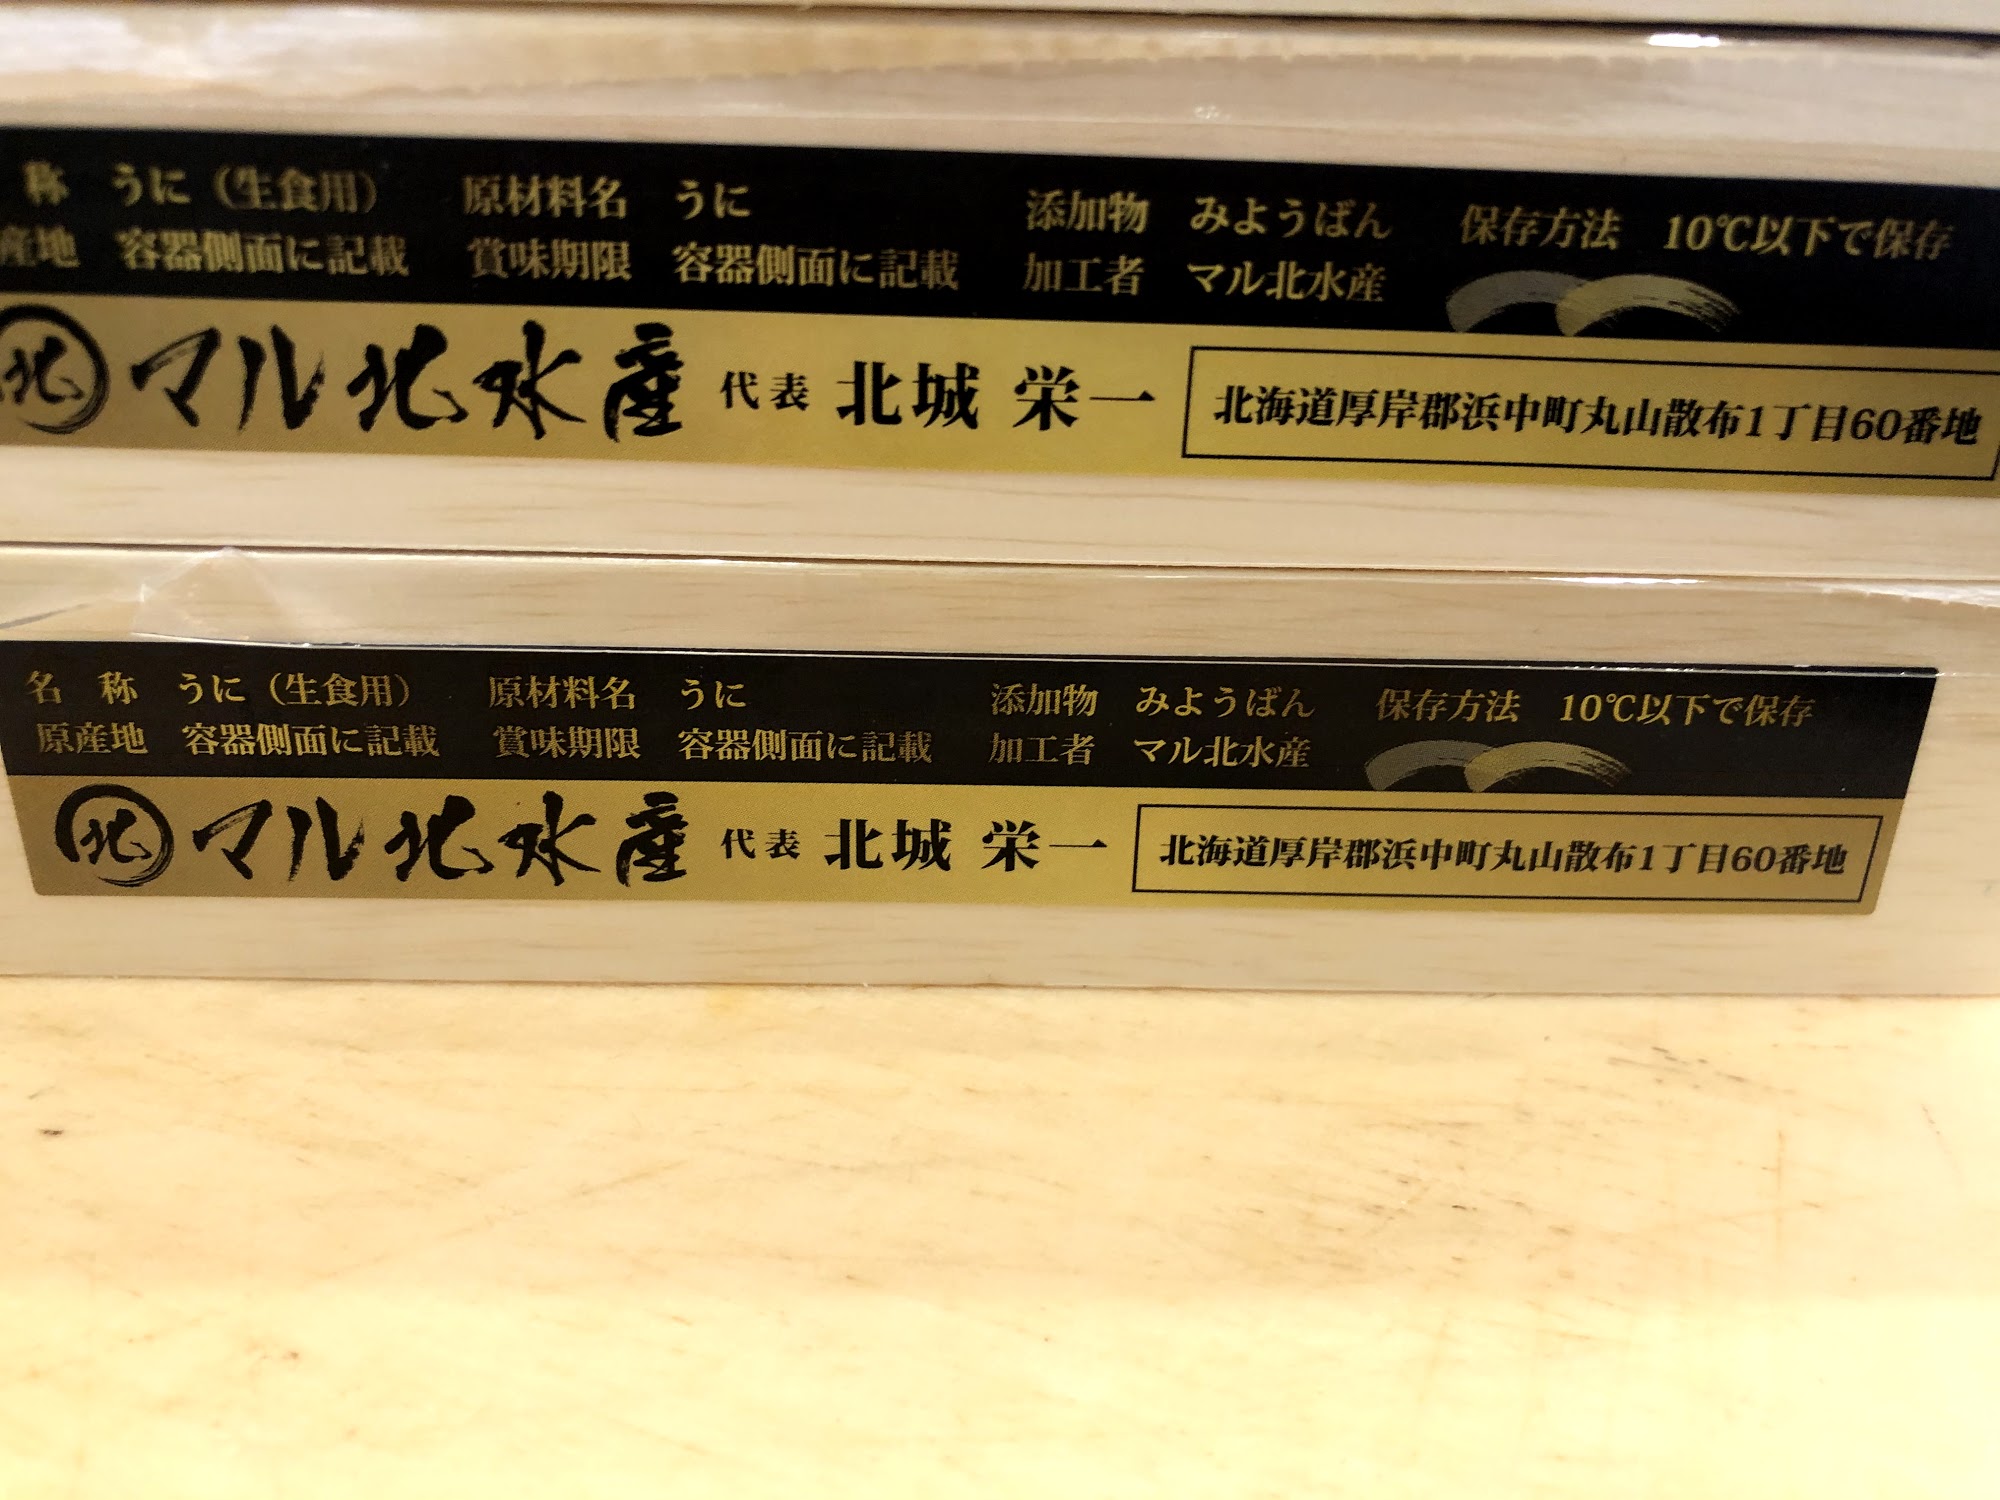 称 うに（生食用） 原材料名 うに 添加物 みようばん 保存方法 10℃以下で保存
産地 容器側面に記載 賞味期限 容器側面に記載 加工者 マル北水産
北 マル北水産 代表 北城 栄一 北海道厚岸郡浜中町丸山散布1丁目60番地
名 称 うに（生食用） 原材料名 うに 添加物 みようばん 保存方法 10℃以下で保存
原産地 容器側面に記載 賞味期限 容器側面に記載 加工者 マル北水産
北 マル北水産 代表 北城 栄一 北海道厚岸郡浜中町丸山散布1丁目60番地